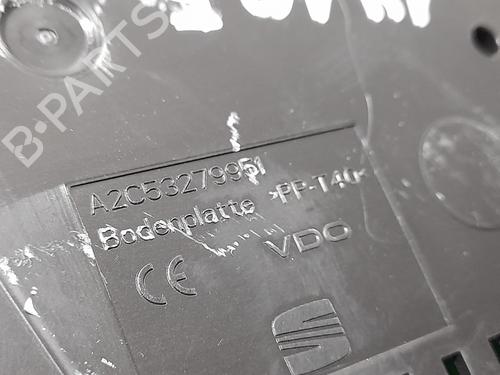 B-PARTS
A2C53279951
Bodenplatte >PP-T40<
CE VDO